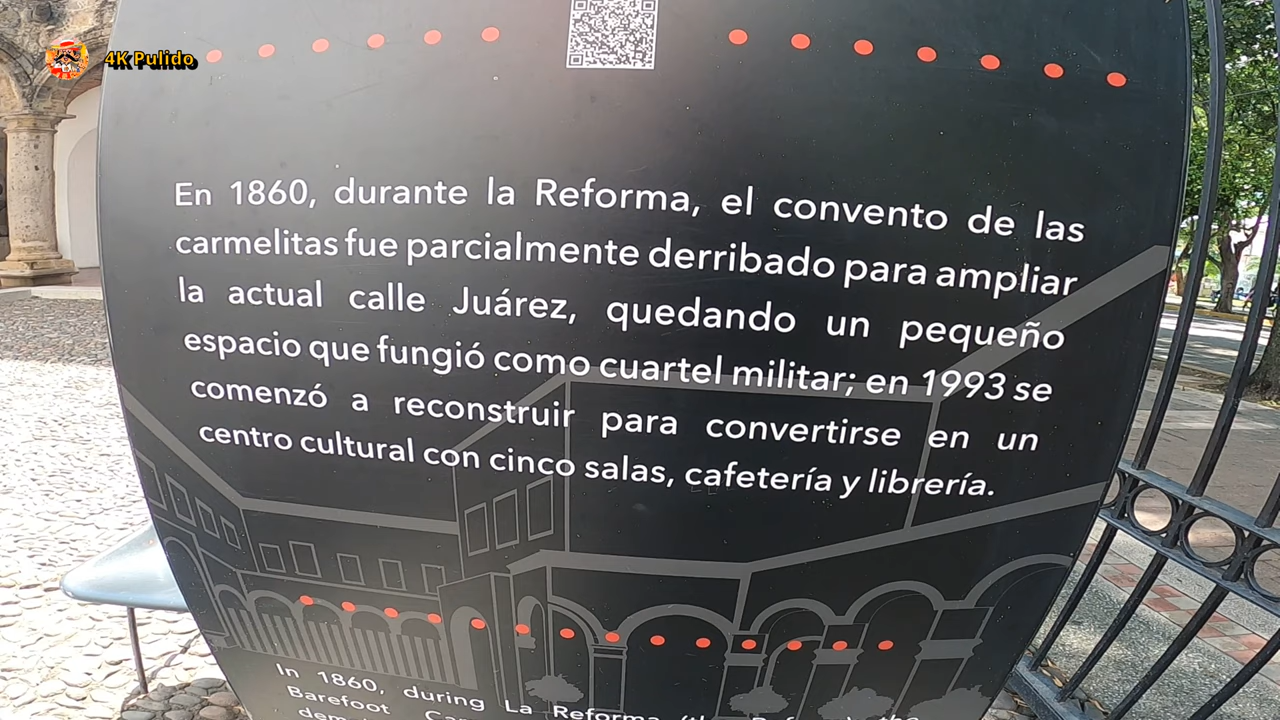 4K Pulido
En 1860, durante la Reforma, el convento de las
carmelitas fue parcialmente derribado para ampliar
la actual calle Juárez, quedando un pequeño
espacio que fungió como cuartel militar; en 1993 se
comenzó a reconstruir para convertirse en un
centro cultural con cinco salas, cafetería y librería.
In 1860, during La Reforma
Barefoot